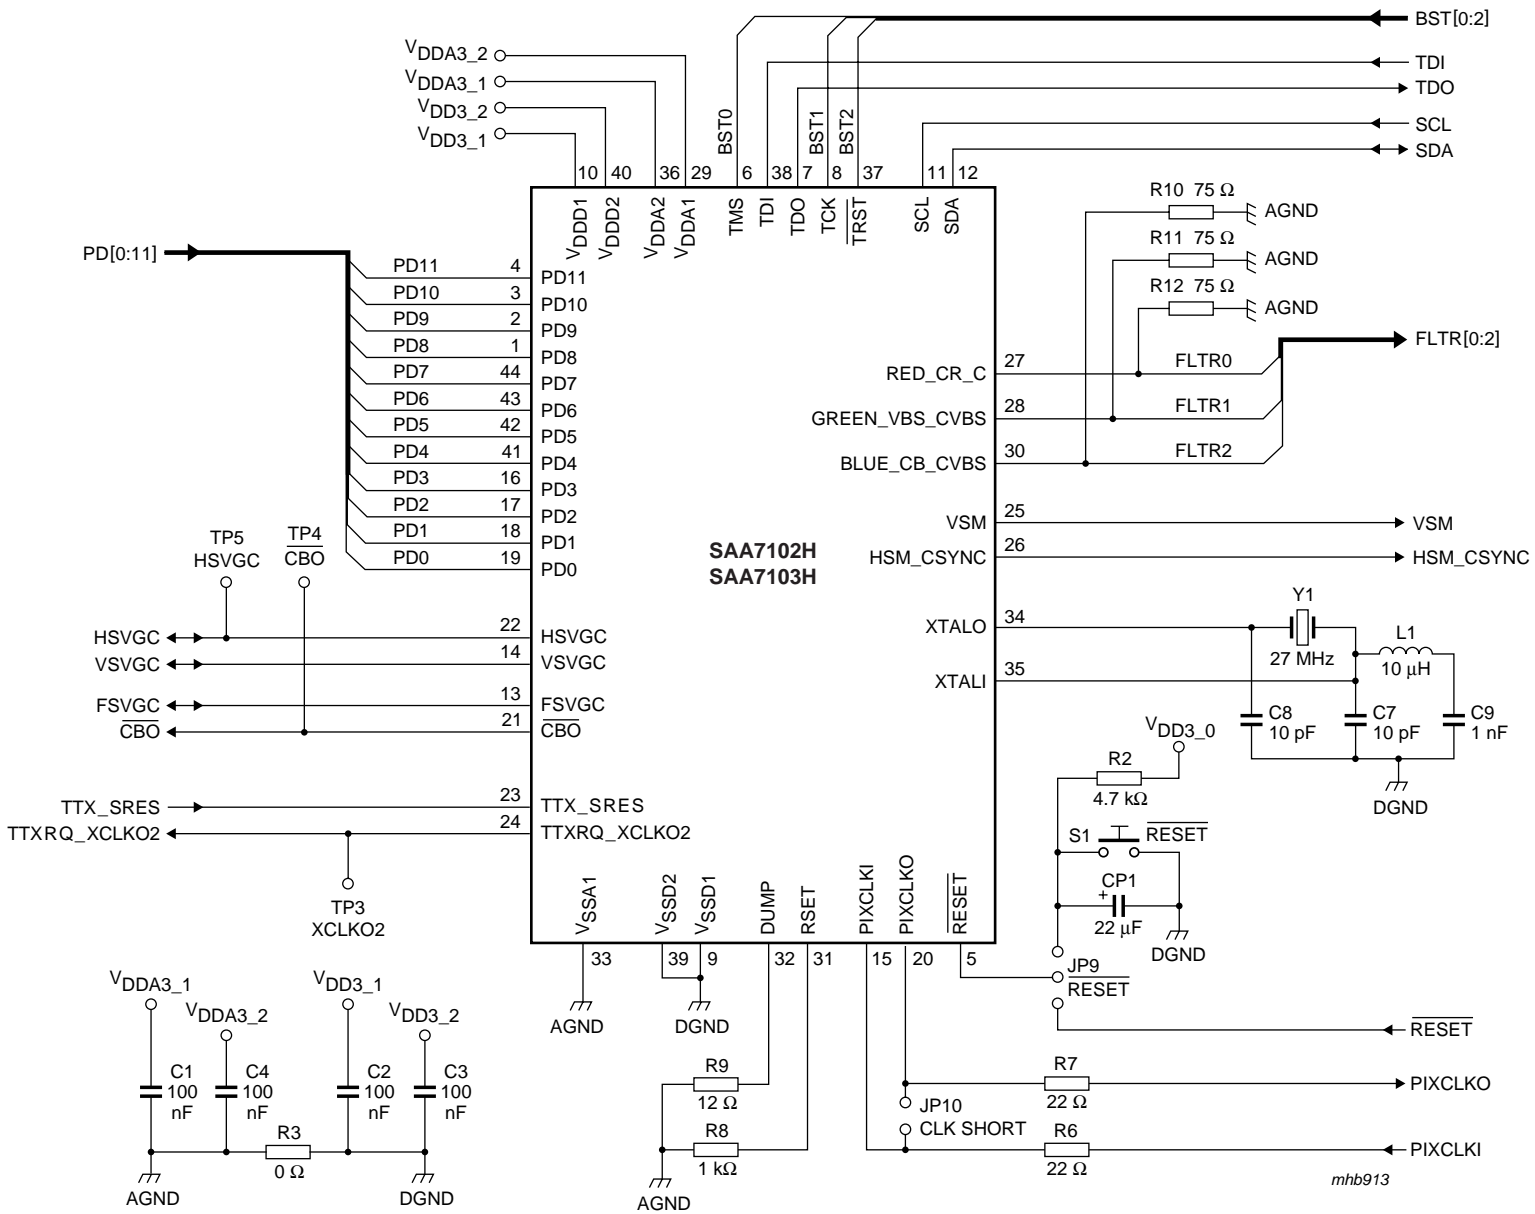 BST[0:2]
TDI
TDO
SCL
SDA
VDDA3_2
VDDA3_1
VDD3_2
VDD3_1
BST0
BST1
BST2
10 40 36 29 6 38 7 8 37 11 12
VDDD1
VDDD2
VDDA2
VDDA1
TMS
TDI
TDO
TCK
TRST
SCL
SDA
R10 75 Ω
AGND
R11 75 Ω
AGND
R12 75 Ω
AGND
PD[0:11]
PD11 4 PD11
PD10 3 PD10
PD9 2 PD9
PD8 1 PD8
PD7 44 PD7
PD6 43 PD6
PD5 42 PD5
PD4 41 PD4
PD3 16 PD3
PD2 17 PD2
PD1 18 PD1
PD0 19 PD0
FLTR[0:2]
RED_CR_C 27 FLTR0
GREEN_VBS_CVBS 28 FLTR1
BLUE_CB_CVBS 30 FLTR2
VSM 25 VSM
HSM_CSYNC 26 HSM_CSYNC
SAA7102H
SAA7103H
TP5
HSVGC
TP4
CBO
HSVGC 22 HSVGC
VSVGC 14 VSVGC
FSVGC 13 FSVGC
CBO 21 CBO
TTX_SRES 23 TTX_SRES
TTXRQ_XCLKO2 24 TTXRQ_XCLKO2
TP3
XCLKO2
XTALO 34
XTALI 35
Y1
27 MHz
L1
10 μH
C8
10 pF
C7
10 pF
C9
1 nF
DGND
VDD3_0
R2
4.7 kΩ
S1
RESET
CP1
+
22 μF
DGND
JP9
RESET
RESET
VSSA1
VSSD2
VSSD1
DUMP
RSET
PIXCLKI
PIXCLKO
RESET
33 39 9 32 31 15 20 5
AGND
DGND
VDDA3_1
VDDA3_2
VDD3_1
VDD3_2
C1
100
nF
C4
100
nF
C2
100
nF
C3
100
nF
R3
0 Ω
AGND
DGND
R9
12 Ω
R8
1 kΩ
AGND
JP10
CLK SHORT
R7
22 Ω
PIXCLKO
R6
22 Ω
PIXCLKI
mhb913